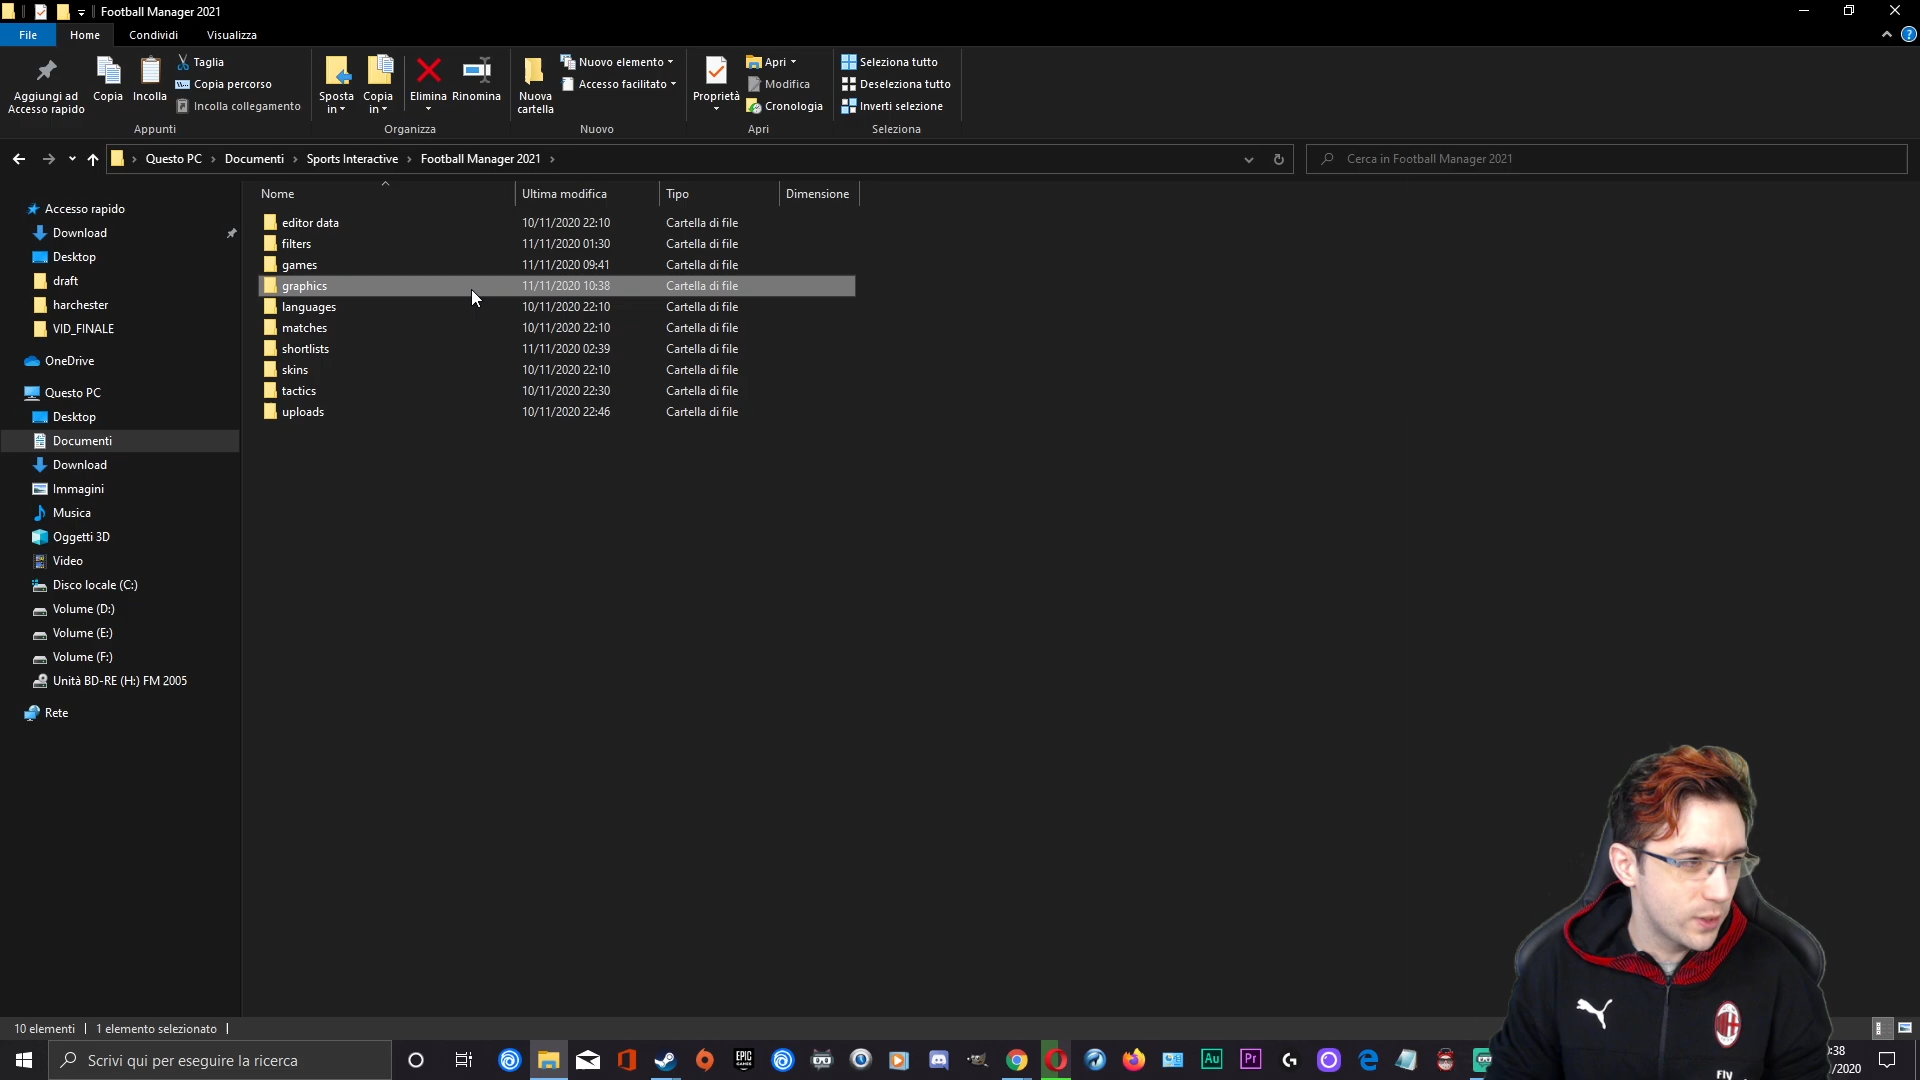 Football Manager 2021
File Home Condividi Visualizza
Aggiungi ad Accesso rapido
Copia
Incolla
Taglia
Copia percorso
Incolla collegamento
Appunti
Sposta in
Copia in
Elimina
Rinomina
Organizza
Nuova cartella
Nuovo elemento
Accesso facilitato
Nuovo
Proprietà
Apri
Modifica
Cronologia
Apri
Seleziona tutto
Deseleziona tutto
Inverti selezione
Seleziona
Questo PC > Documenti > Sports Interactive > Football Manager 2021 >
Cerca in Football Manager 2021
Nome Ultima modifica Tipo Dimensione
editor data 10/11/2020 22:10 Cartella di file
filters 11/11/2020 01:30 Cartella di file
games 11/11/2020 09:41 Cartella di file
graphics 11/11/2020 10:38 Cartella di file
languages 10/11/2020 22:10 Cartella di file
matches 10/11/2020 22:10 Cartella di file
shortlists 11/11/2020 02:39 Cartella di file
skins 10/11/2020 22:10 Cartella di file
tactics 10/11/2020 22:30 Cartella di file
uploads 10/11/2020 22:46 Cartella di file
Accesso rapido
Download
Desktop
draft
harchester
VID_FINALE
OneDrive
Questo PC
Desktop
Documenti
Download
Immagini
Musica
Oggetti 3D
Video
Disco locale (C:)
Volume (D:)
Volume (E:)
Volume (F:)
Unità BD-RE (H:) FM 2005
Rete
10 elementi 1 elemento selezionato
Scrivi qui per eseguire la ricerca
EPIC GAMES
Au
Pr
:38
/2020
Fly